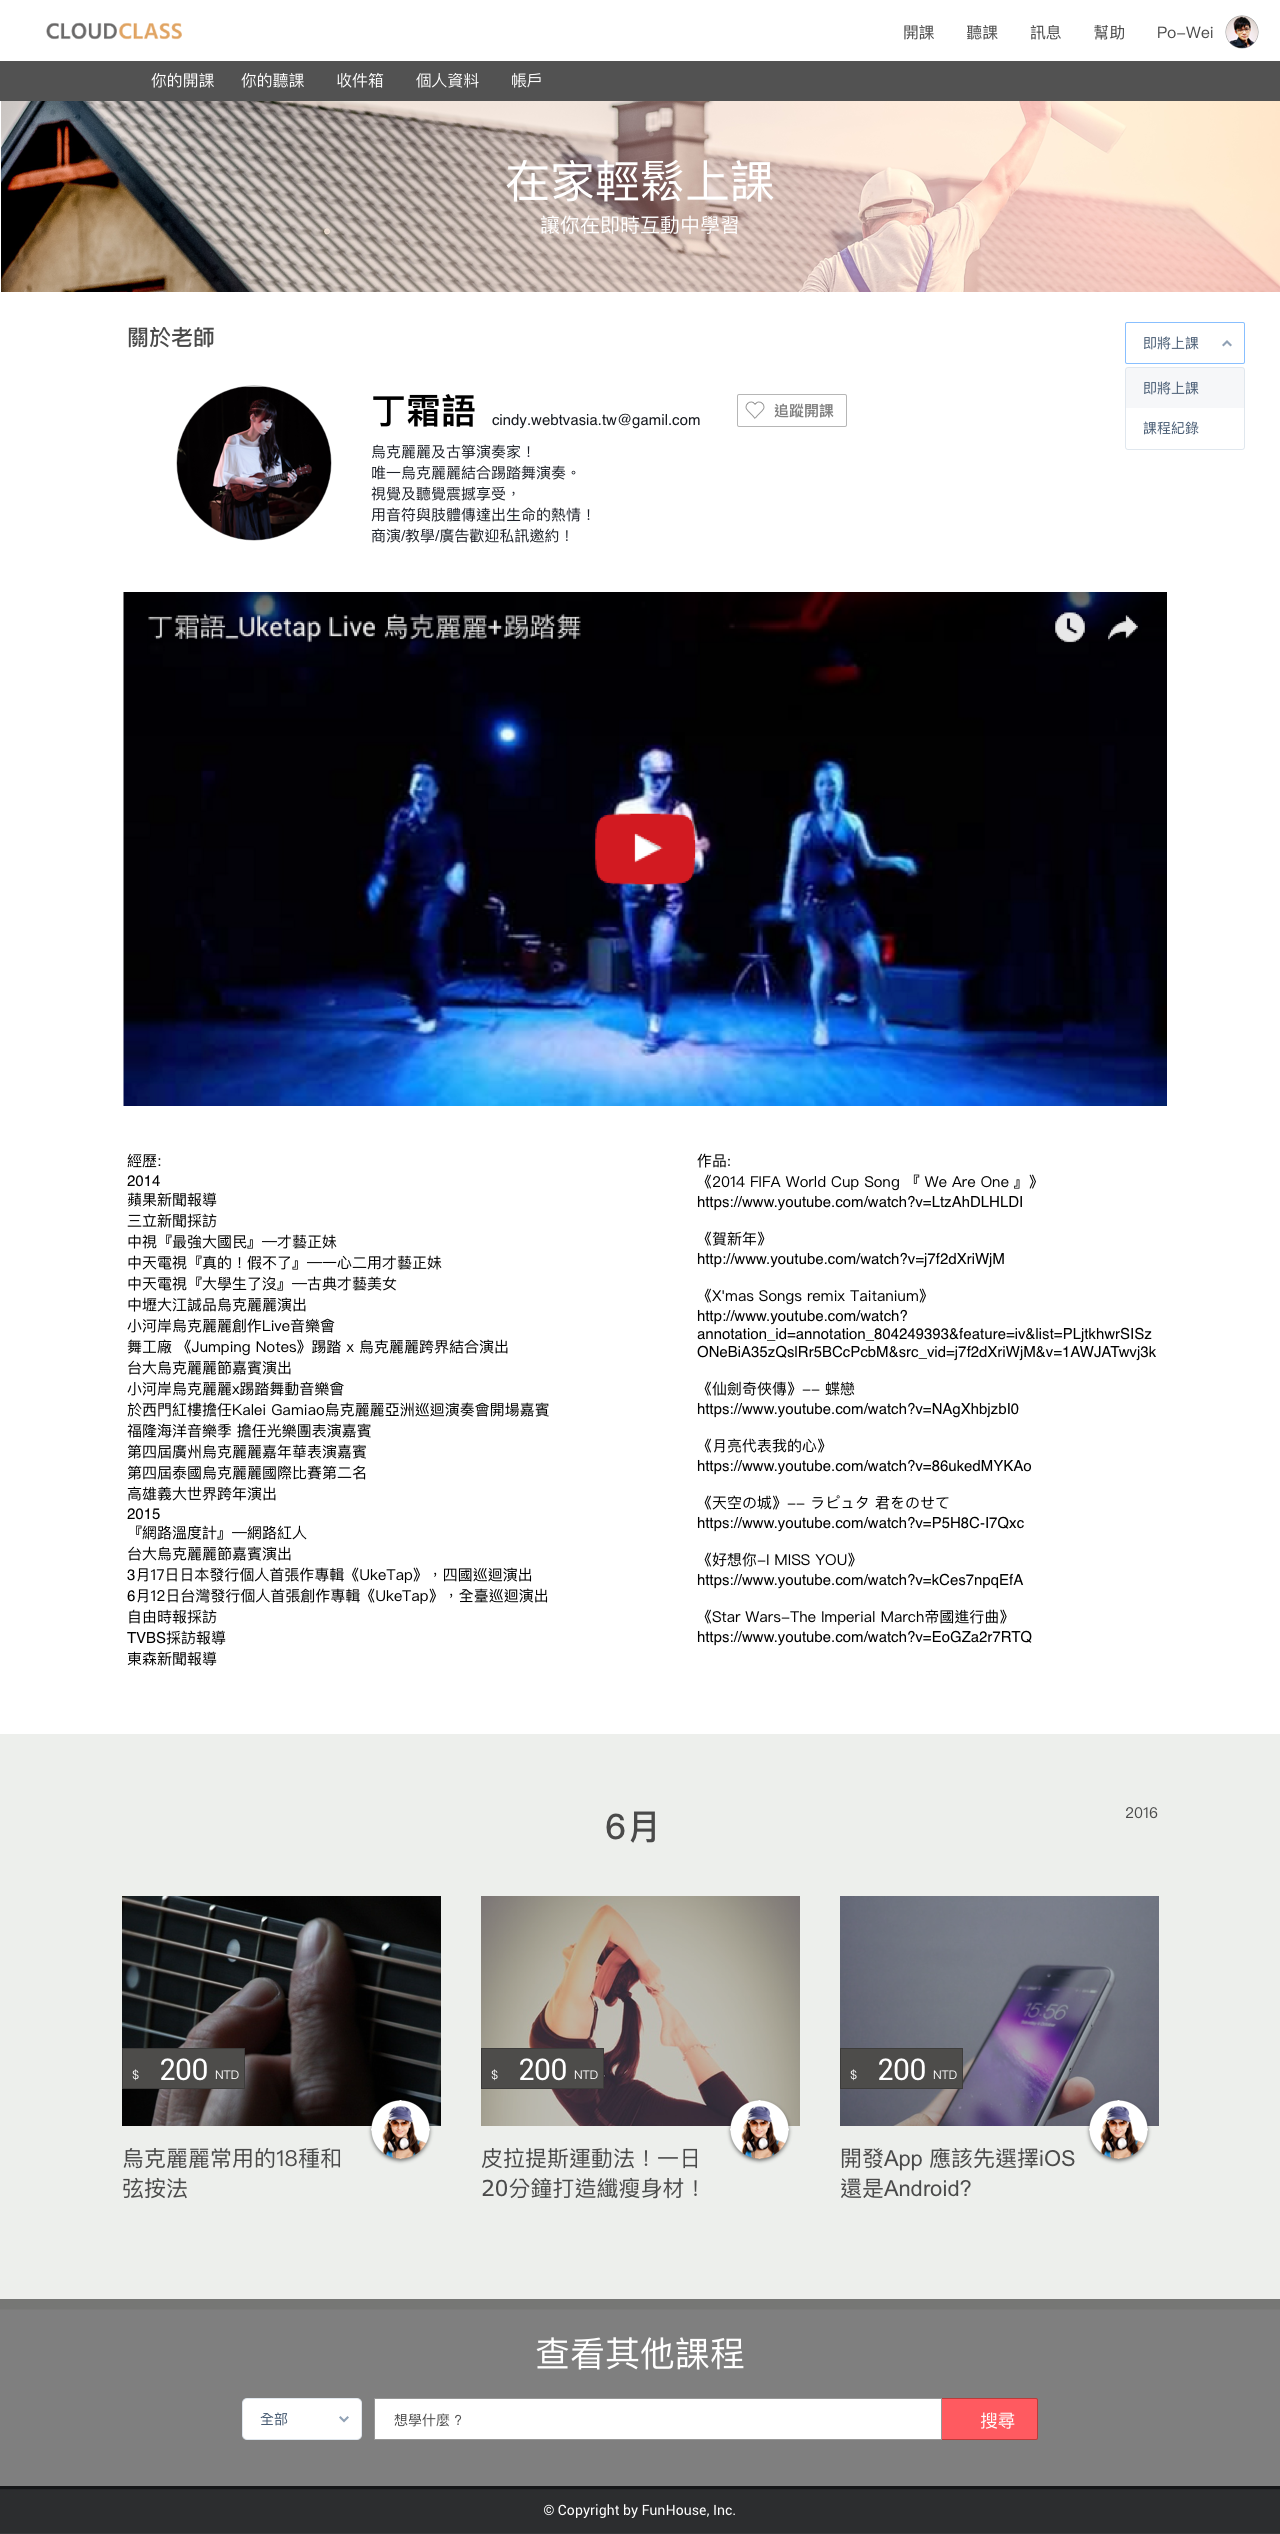 CLOUDCLASS
開課 聽課 訊息 幫助 Po-Wei
你的開課 你的聽課 收件箱 個人資料 帳戶
在家輕鬆上課
讓你在即時互動中學習
關於老師
即將上課
即將上課
課程紀錄
丁霜語 cindy.webtvasia.tw@gamil.com
追蹤開課
烏克麗麗及古箏演奏家！
唯一烏克麗麗結合踢踏舞演奏。
視覺及聽覺震撼享受，
用音符與肢體傳達出生命的熱情！
商演/教學/廣告歡迎私訊邀約！
丁霜語_Uketap Live 烏克麗麗+踢踏舞
經歷:
2014
蘋果新聞報導
三立新聞採訪
中視『最強大國民』—才藝正妹
中天電視『真的！假不了』—一心二用才藝正妹
中天電視『大學生了沒』—古典才藝美女
中壢大江誠品烏克麗麗演出
小河岸烏克麗麗創作Live音樂會
舞工廠 《Jumping Notes》踢踏 x 烏克麗麗跨界結合演出
台大烏克麗麗節嘉賓演出
小河岸烏克麗麗x踢踏舞動音樂會
於西門紅樓擔任Kalei Gamiao烏克麗麗亞洲巡迴演奏會開場嘉賓
福隆海洋音樂季 擔任光樂團表演嘉賓
第四屆廣州烏克麗麗嘉年華表演嘉賓
第四屆泰國烏克麗麗國際比賽第二名
高雄義大世界跨年演出
2015
『網路溫度計』—網路紅人
台大烏克麗麗節嘉賓演出
3月17日日本發行個人首張作專輯《UkeTap》，四國巡迴演出
6月12日台灣發行個人首張創作專輯《UkeTap》，全臺巡迴演出
自由時報採訪
TVBS採訪報導
東森新聞報導
作品:
《2014 FIFA World Cup Song 『 We Are One 』》
https://www.youtube.com/watch?v=LtzAhDLHLDI
《賀新年》
http://www.youtube.com/watch?v=j7f2dXriWjM
《X'mas Songs remix Taitanium》
http://www.youtube.com/watch?
annotation_id=annotation_804249393&feature=iv&list=PLjtkhwrSISz
ONeBiA35zQslRr5BCcPcbM&src_vid=j7f2dXriWjM&v=1AWJATwvj3k
《仙劍奇俠傳》-- 蝶戀
https://www.youtube.com/watch?v=NAgXhbjzbI0
《月亮代表我的心》
https://www.youtube.com/watch?v=86ukedMYKAo
《天空の城》-- ラピュタ 君をのせて
https://www.youtube.com/watch?v=P5H8C-I7Qxc
《好想你-I MISS YOU》
https://www.youtube.com/watch?v=kCes7npqEfA
《Star Wars-The Imperial March帝國進行曲》
https://www.youtube.com/watch?v=EoGZa2r7RTQ
6月
2016
15:56
$ 200 NTD
$ 200 NTD
$ 200 NTD
烏克麗麗常用的18種和
弦按法
皮拉提斯運動法！一日
20分鐘打造纖瘦身材！
開發App 應該先選擇iOS
還是Android?
查看其他課程
全部
想學什麼？
搜尋
© Copyright by FunHouse, Inc.